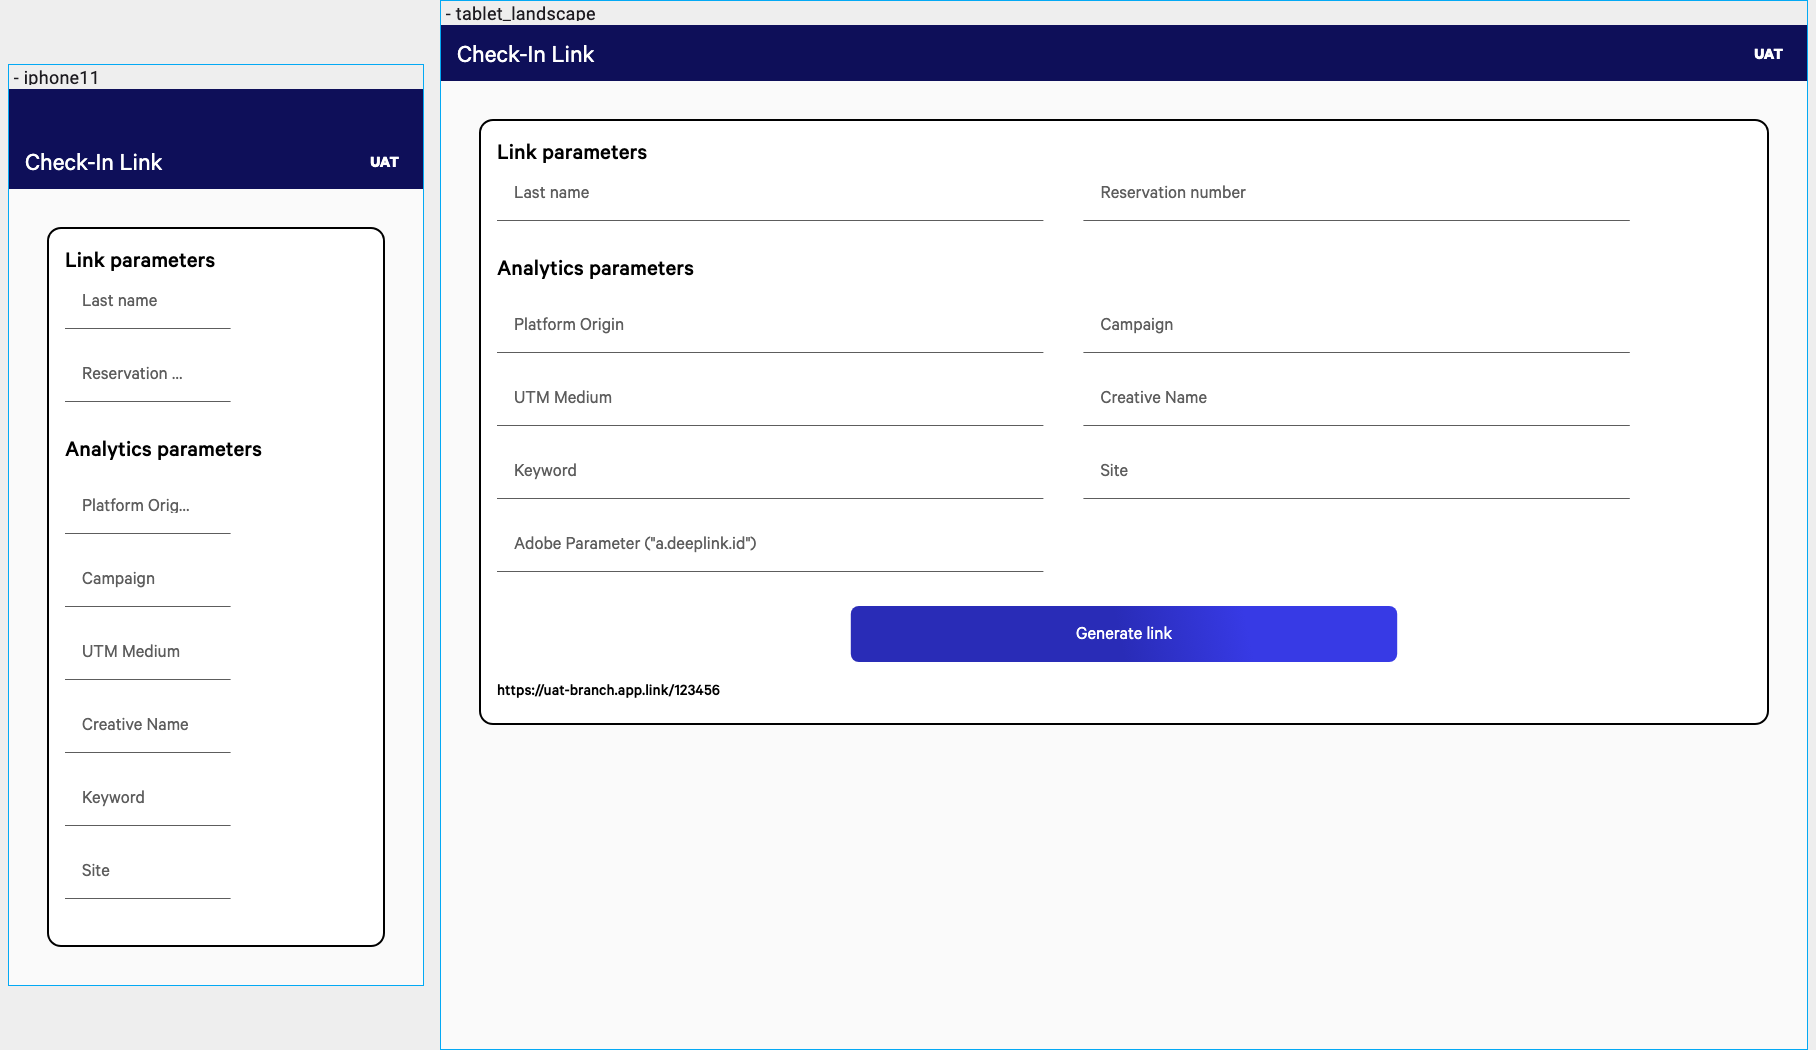 - iphone11
Check-In Link
UAT
Link parameters
Last name
Reservation ...
Analytics parameters
Platform Orig...
Campaign
UTM Medium
Creative Name
Keyword
Site
- tablet_landscape
Check-In Link
UAT
Link parameters
Last name
Reservation number
Analytics parameters
Platform Origin
Campaign
UTM Medium
Creative Name
Keyword
Site
Adobe Parameter ("a.deeplink.id")
Generate link
https://uat-branch.app.link/123456